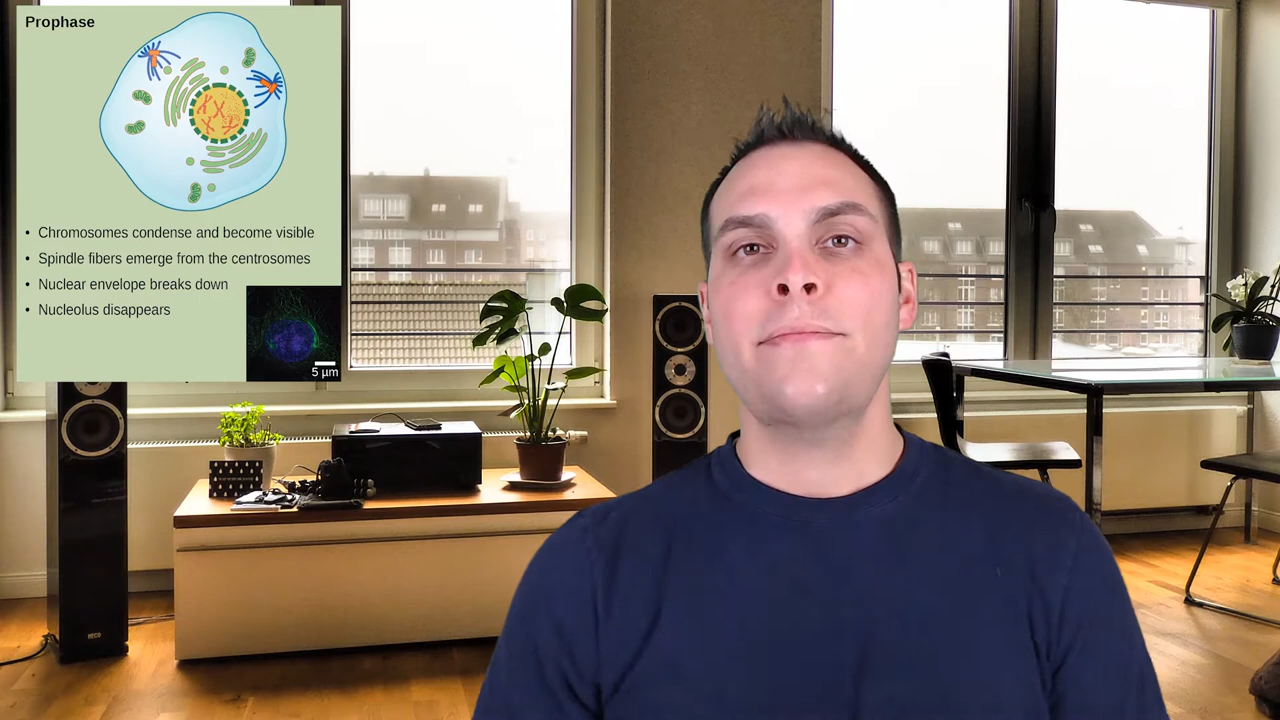 Prophase
• Chromosomes condense and become visible
• Spindle fibers emerge from the centrosomes
• Nuclear envelope breaks down
• Nucleolus disappears
5 µm
HECO